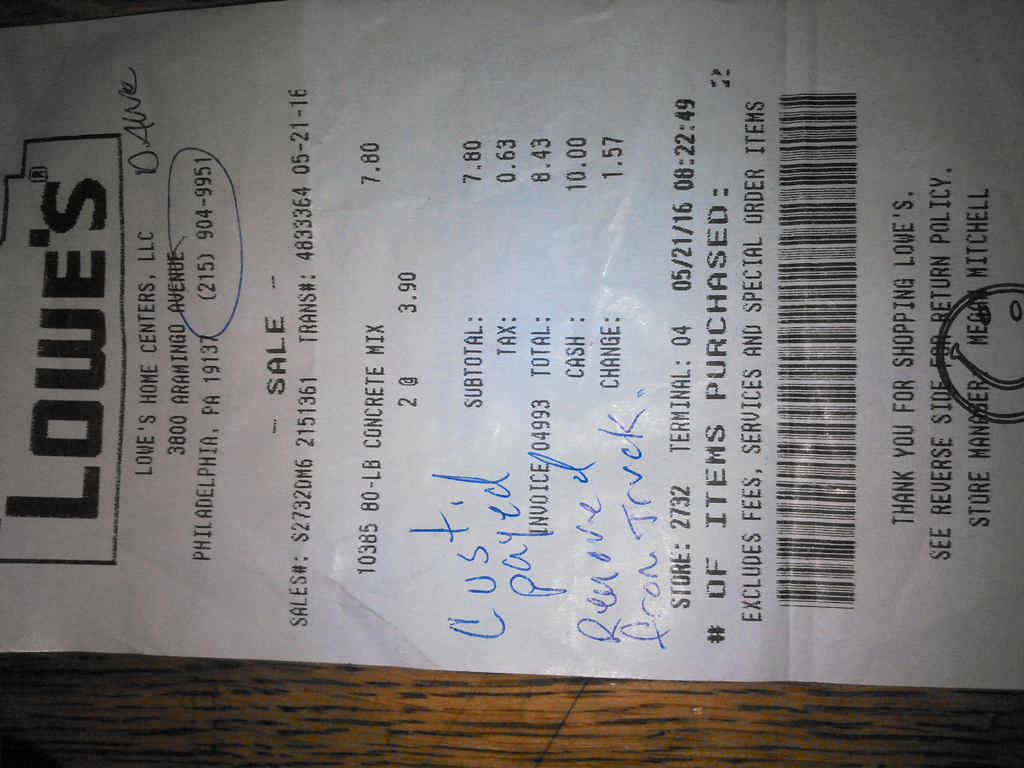 LOWE'S®
Dave
LOWE'S HOME CENTERS, LLC
3800 ARAMINGO AVENUE
PHILADELPHIA, PA 19137 (215) 904-9951
- SALE -
SALES#: S2732DM6 2151361 TRANS#: 4833364 05-21-16
10385 80-LB CONCRETE MIX 7.80
2 @ 3.90
SUBTOTAL: 7.80
TAX: 0.63
INVOICE 04993 TOTAL: 8.43
CASH : 10.00
CHANGE: 1.57
Cust.
payed
Removed
from Truck.
STORE: 2732 TERMINAL: 04 05/21/16 08:22:49
# OF ITEMS PURCHASED: 2
EXCLUDES FEES, SERVICES AND SPECIAL ORDER ITEMS
THANK YOU FOR SHOPPING LOWE'S.
SEE REVERSE SIDE FOR RETURN POLICY.
STORE MANAGER MEGAN MITCHELL